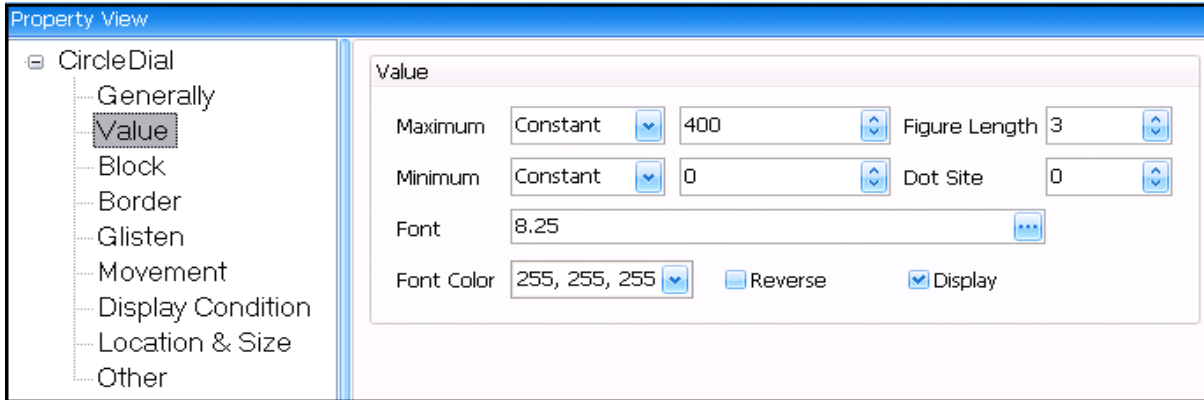 Property View
CircleDial
Generally
Value
Block
Border
Glisten
Movement
Display Condition
Location & Size
Other
Value
Maximum Constant 400 Figure Length 3
Minimum Constant 0 Dot Site 0
Font 8.25
Font Color 255, 255, 255 Reverse Display